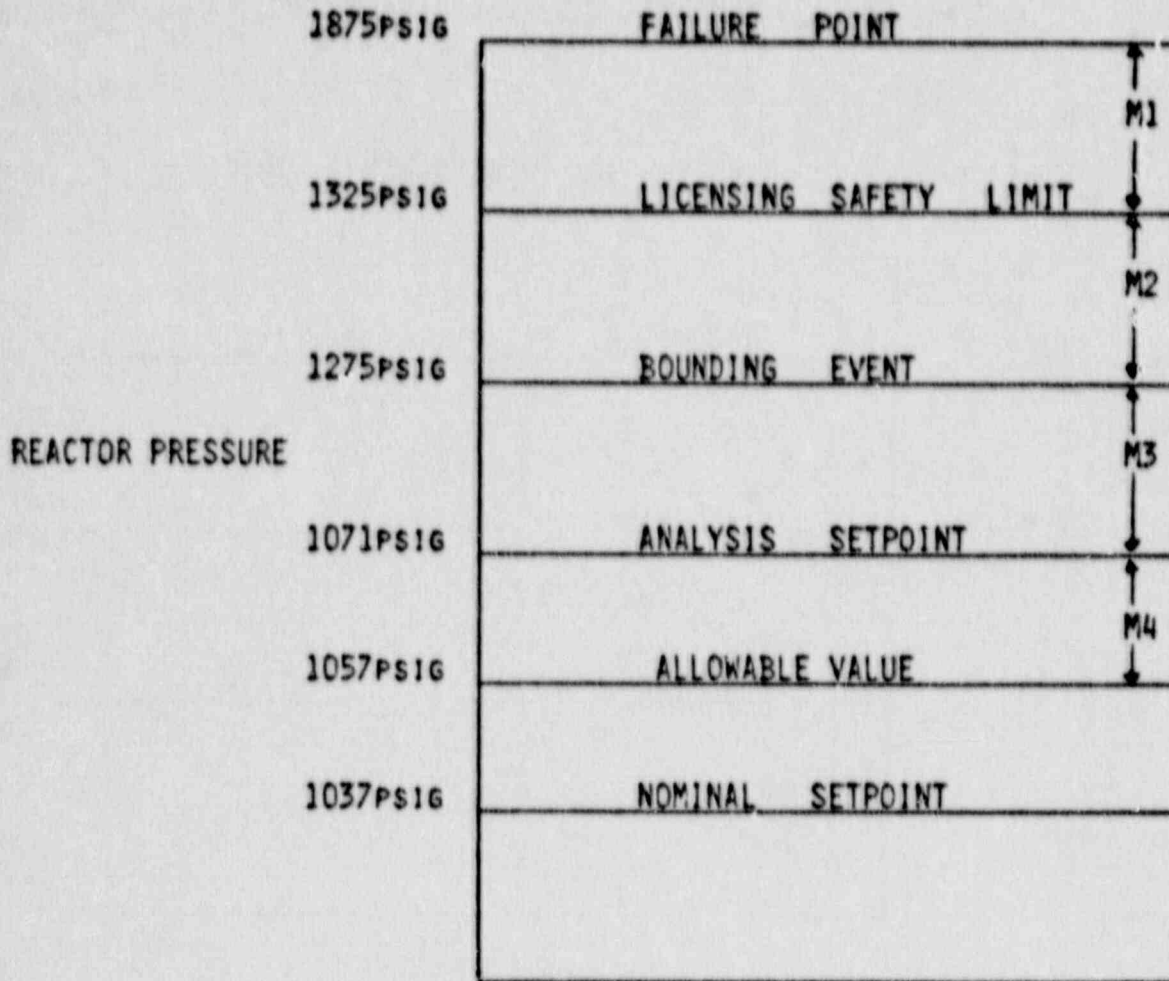 1875PSIG FAILURE POINT
M1
1325PSIG LICENSING SAFETY LIMIT
M2
1275PSIG BOUNDING EVENT
REACTOR PRESSURE
M3
1071PSIG ANALYSIS SETPOINT
M4
1057PSIG ALLOWABLE VALUE
1037PSIG NOMINAL SETPOINT